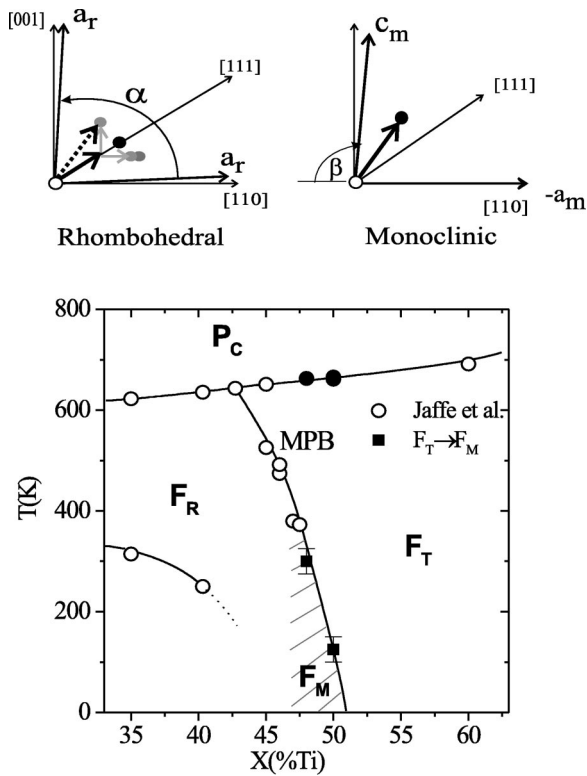 [001]
a_r
[111]
α
a_r
[110]
Rhombohedral
c_m
[111]
β
[110]
-a_m
Monoclinic
800
600
400
200
0
T(K)
P_C
Jaffe et al.
F_T→F_M
MPB
F_R
F_T
F_M
35
40
45
50
55
60
X(%Ti)